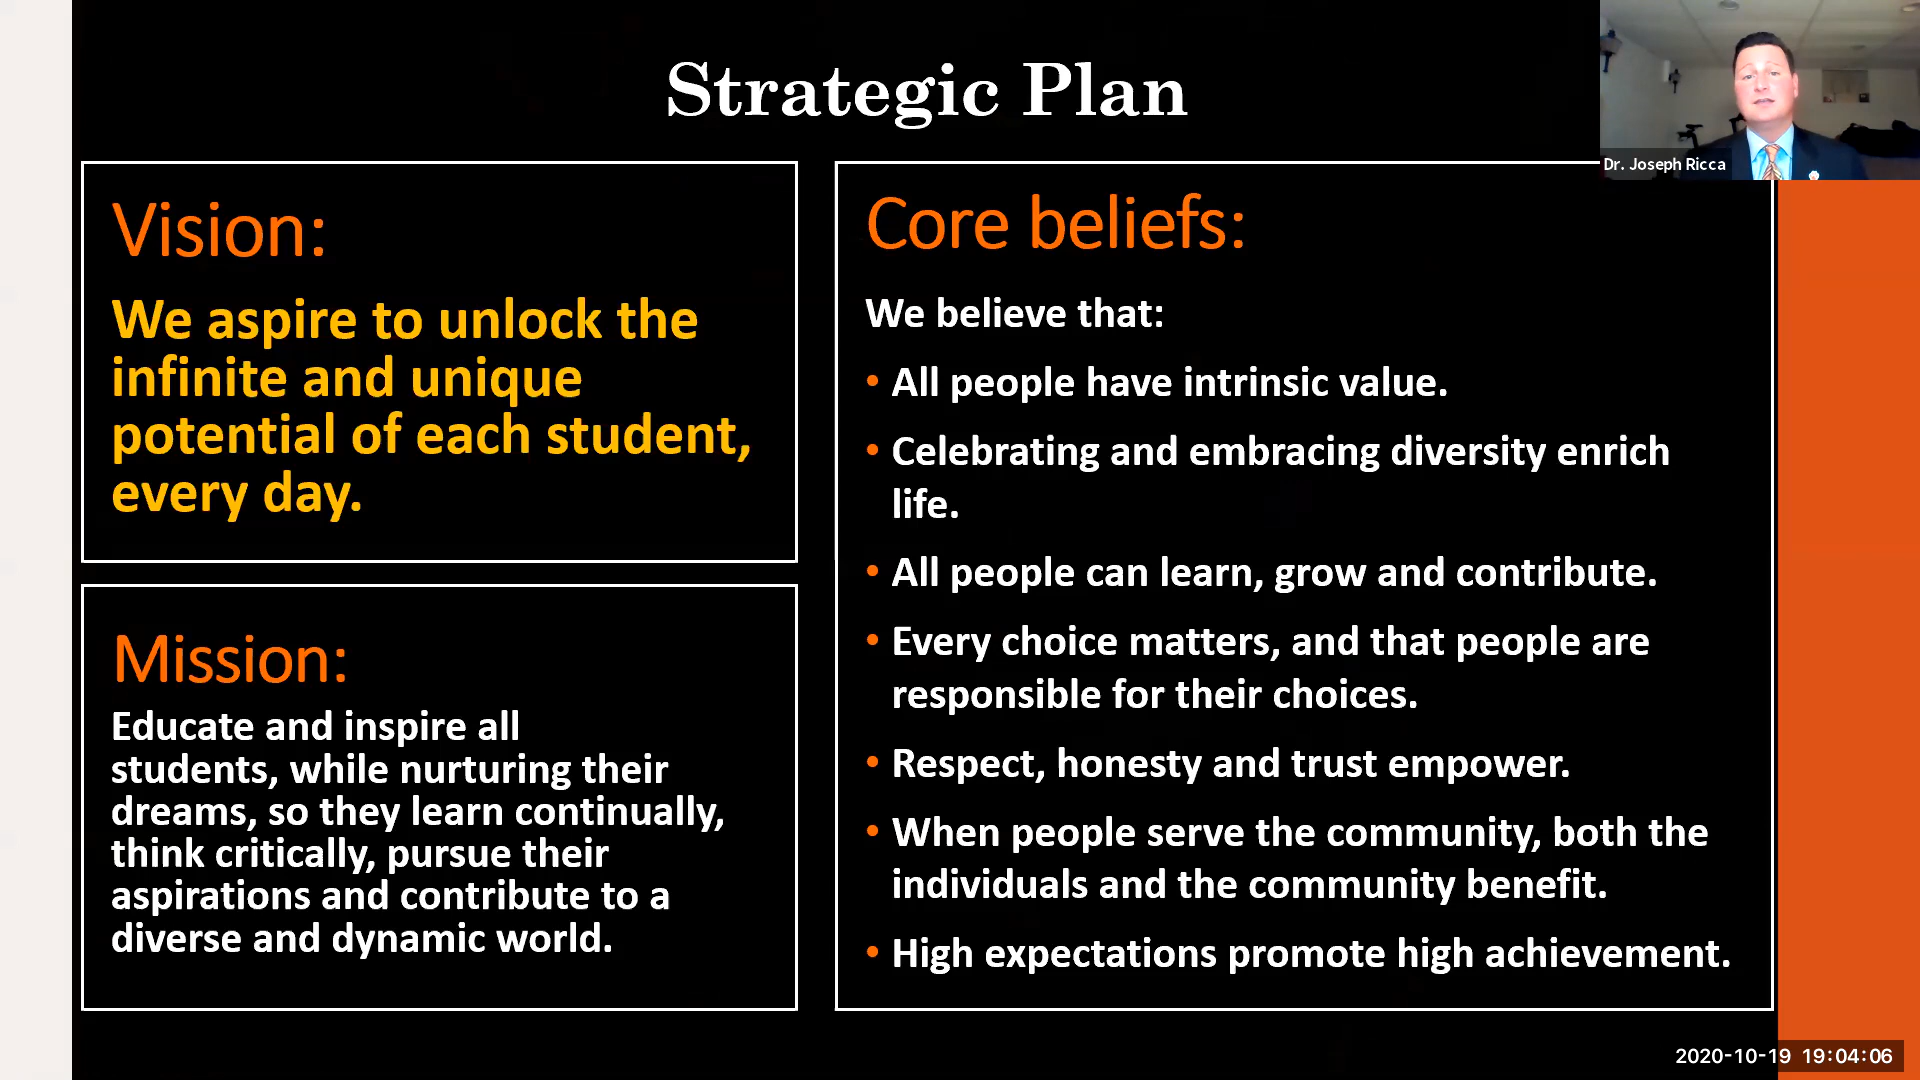 Strategic Plan
Dr. Joseph Ricca
Vision:
We aspire to unlock the
infinite and unique
potential of each student,
every day.
Mission:
Educate and inspire all
students, while nurturing their
dreams, so they learn continually,
think critically, pursue their
aspirations and contribute to a
diverse and dynamic world.
Core beliefs:
We believe that:
• All people have intrinsic value.
• Celebrating and embracing diversity enrich
life.
• All people can learn, grow and contribute.
• Every choice matters, and that people are
responsible for their choices.
• Respect, honesty and trust empower.
• When people serve the community, both the
individuals and the community benefit.
• High expectations promote high achievement.
2020-10-19 19:04:06